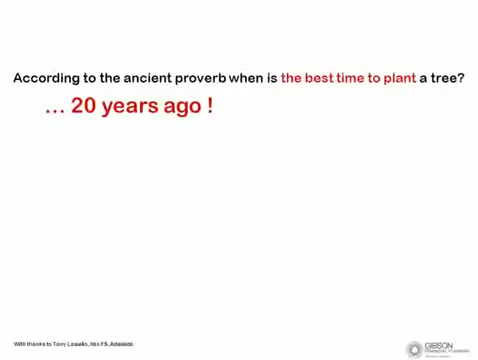 According to the ancient proverb when is the best time to plant a tree?
... 20 years ago !
With thanks to Tony
GIBSON